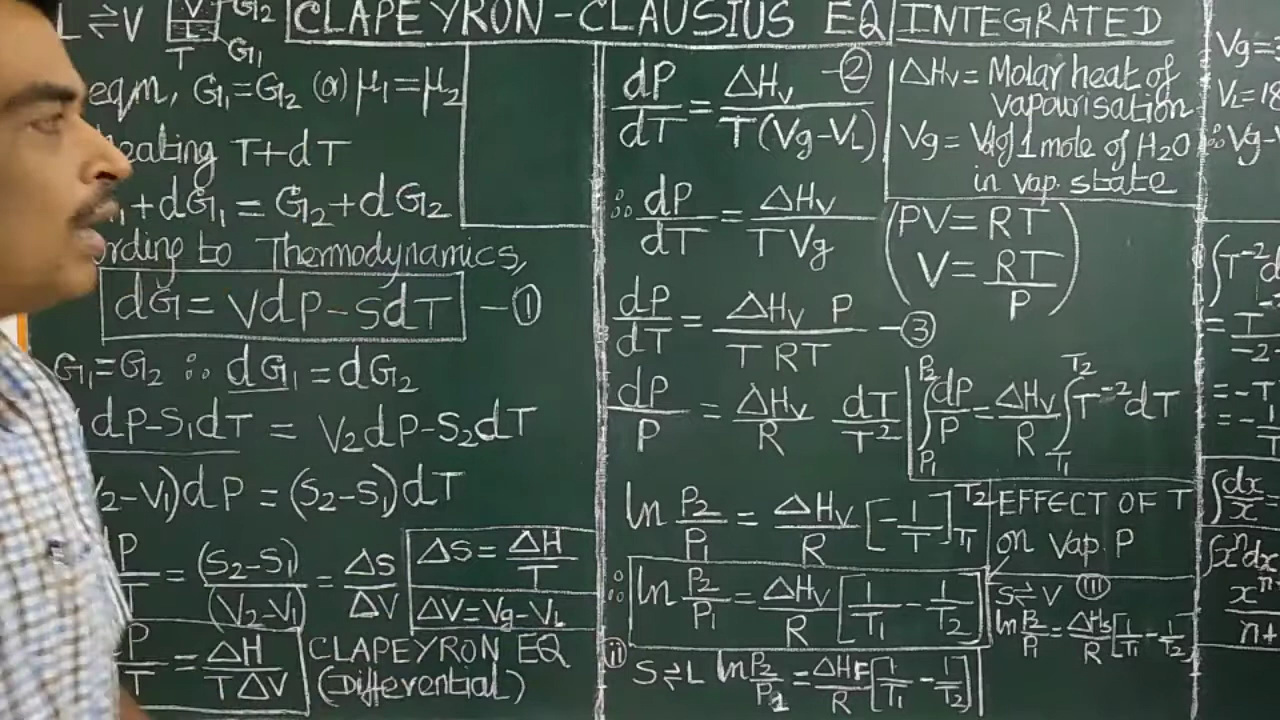 L ⇌ V V L T G2 G1
CLAPEYRON-CLAUSIUS EQ INTEGRATED
eqm, G1=G2 (or) μ1=μ2
heating T+dT
+dG1 = G2+dG2
ording to Thermodynamics,
dG = VdP-SdT -①
G1=G2 ∴ dG1=dG2
dP-S1dT = V2dP-S2dT
V2-V1)dP = (S2-S1)dT
P/T = (S2-S1)/(V2-V1) = ΔS/ΔV
ΔS = ΔH/T
ΔV=Vg-VL
P/T = ΔH/TΔV CLAPEYRON EQ
(Differential)
dP/dT = ΔHv/T(Vg-VL) -②
∴ dP/dT = ΔHv/T Vg
dP/dT = ΔHv P/T RT -③
dP/P = ΔHv/R dT/T²
∫P1^P2 dP/P = ΔHv/R ∫T1^T2 T^-2 dT
ln P2/P1 = ΔHv/R [-1/T]T1^T2
∴ ln P2/P1 = ΔHv/R [1/T1 - 1/T2]
ⅱ S⇌L ln P2/P1 = ΔHF/R [1/T1 - 1/T2]
ΔHv = Molar heat of
vapourisation
Vg = Vol of 1 mole of H2O
in vap. state
(PV = RT
V = RT/P)
EFFECT OF T
on Vap. P
S⇌V ⅲ
ln P2/P1 = ΔHs/R [1/T1 - 1/T2]
Vg=
VL=18
∴Vg-
∫T^-2 d
= T^-/-2-
= -T
= -1/T
∫dx/x =
∫x^n dx
x^n
n+